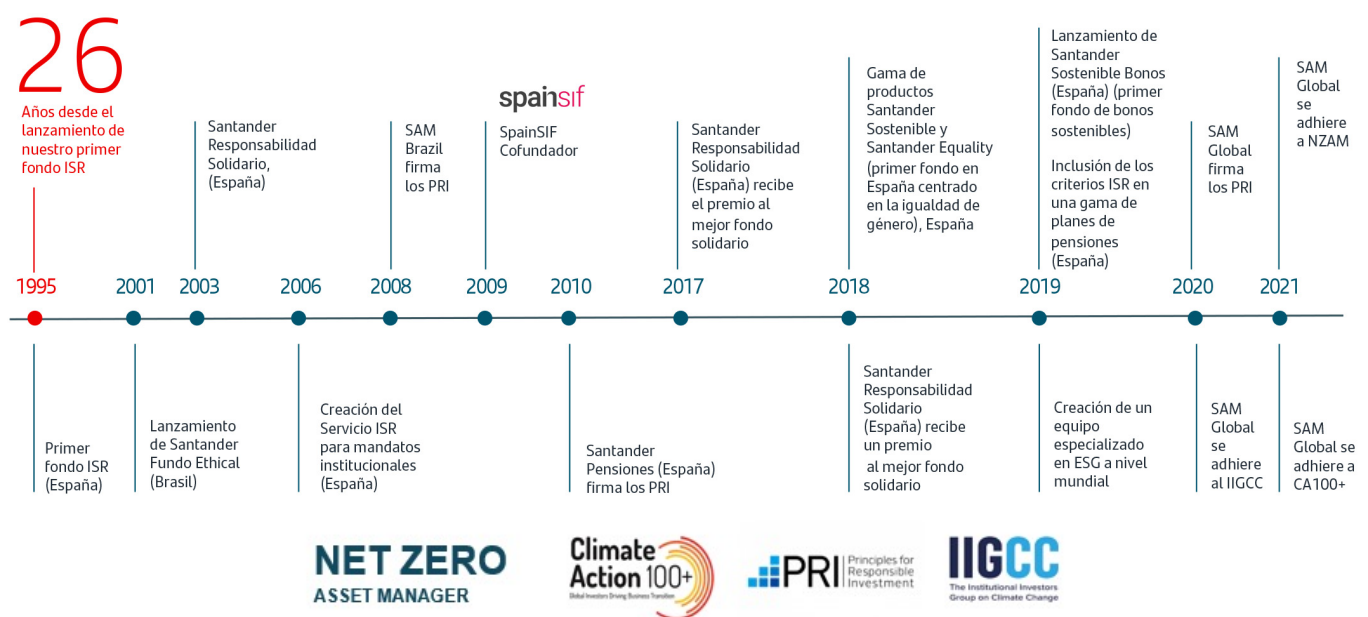 26
Años desde el
lanzamiento de
nuestro primer
fondo ISR
Santander
Responsabilidad
Solidario,
(España)
SAM
Brazil
firma
los PRI
spainsif
SpainSIF
Cofundador
Santander
Responsabilidad
Solidario
(España) recibe
el premio al
mejor fondo
solidario
Gama de
productos
Santander
Sostenible y
Santander Equality
(primer fondo en
España centrado
en la igualdad de
género), España
Lanzamiento de
Santander
Sostenible Bonos
(España) (primer
fondo de bonos
sostenibles)
Inclusión de los
criterios ISR en
una gama de
planes de
pensiones
(España)
SAM
Global
firma
los PRI
SAM
Global
se
adhiere
a NZAM
1995 2001 2003 2006 2008 2009 2010 2017 2018 2019 2020 2021
Primer
fondo ISR
(España)
Lanzamiento
de Santander
Fundo Ethical
(Brasil)
Creación del
Servicio ISR
para mandatos
institucionales
(España)
Santander
Pensiones (España)
firma los PRI
Santander
Responsabilidad
Solidario
(España) recibe
un premio
al mejor fondo
solidario
Creación de un
equipo
especializado
en ESG a nivel
mundial
SAM
Global
se
adhiere
al IIGCC
SAM
Global se
adhiere a
CA100+
NET ZERO
ASSET MANAGER
Climate
Action 100+
Global Investors Driving Business Transition
PRI
Principles for
Responsible
Investment
IIGCC
The Institutional Investors
Group on Climate Change